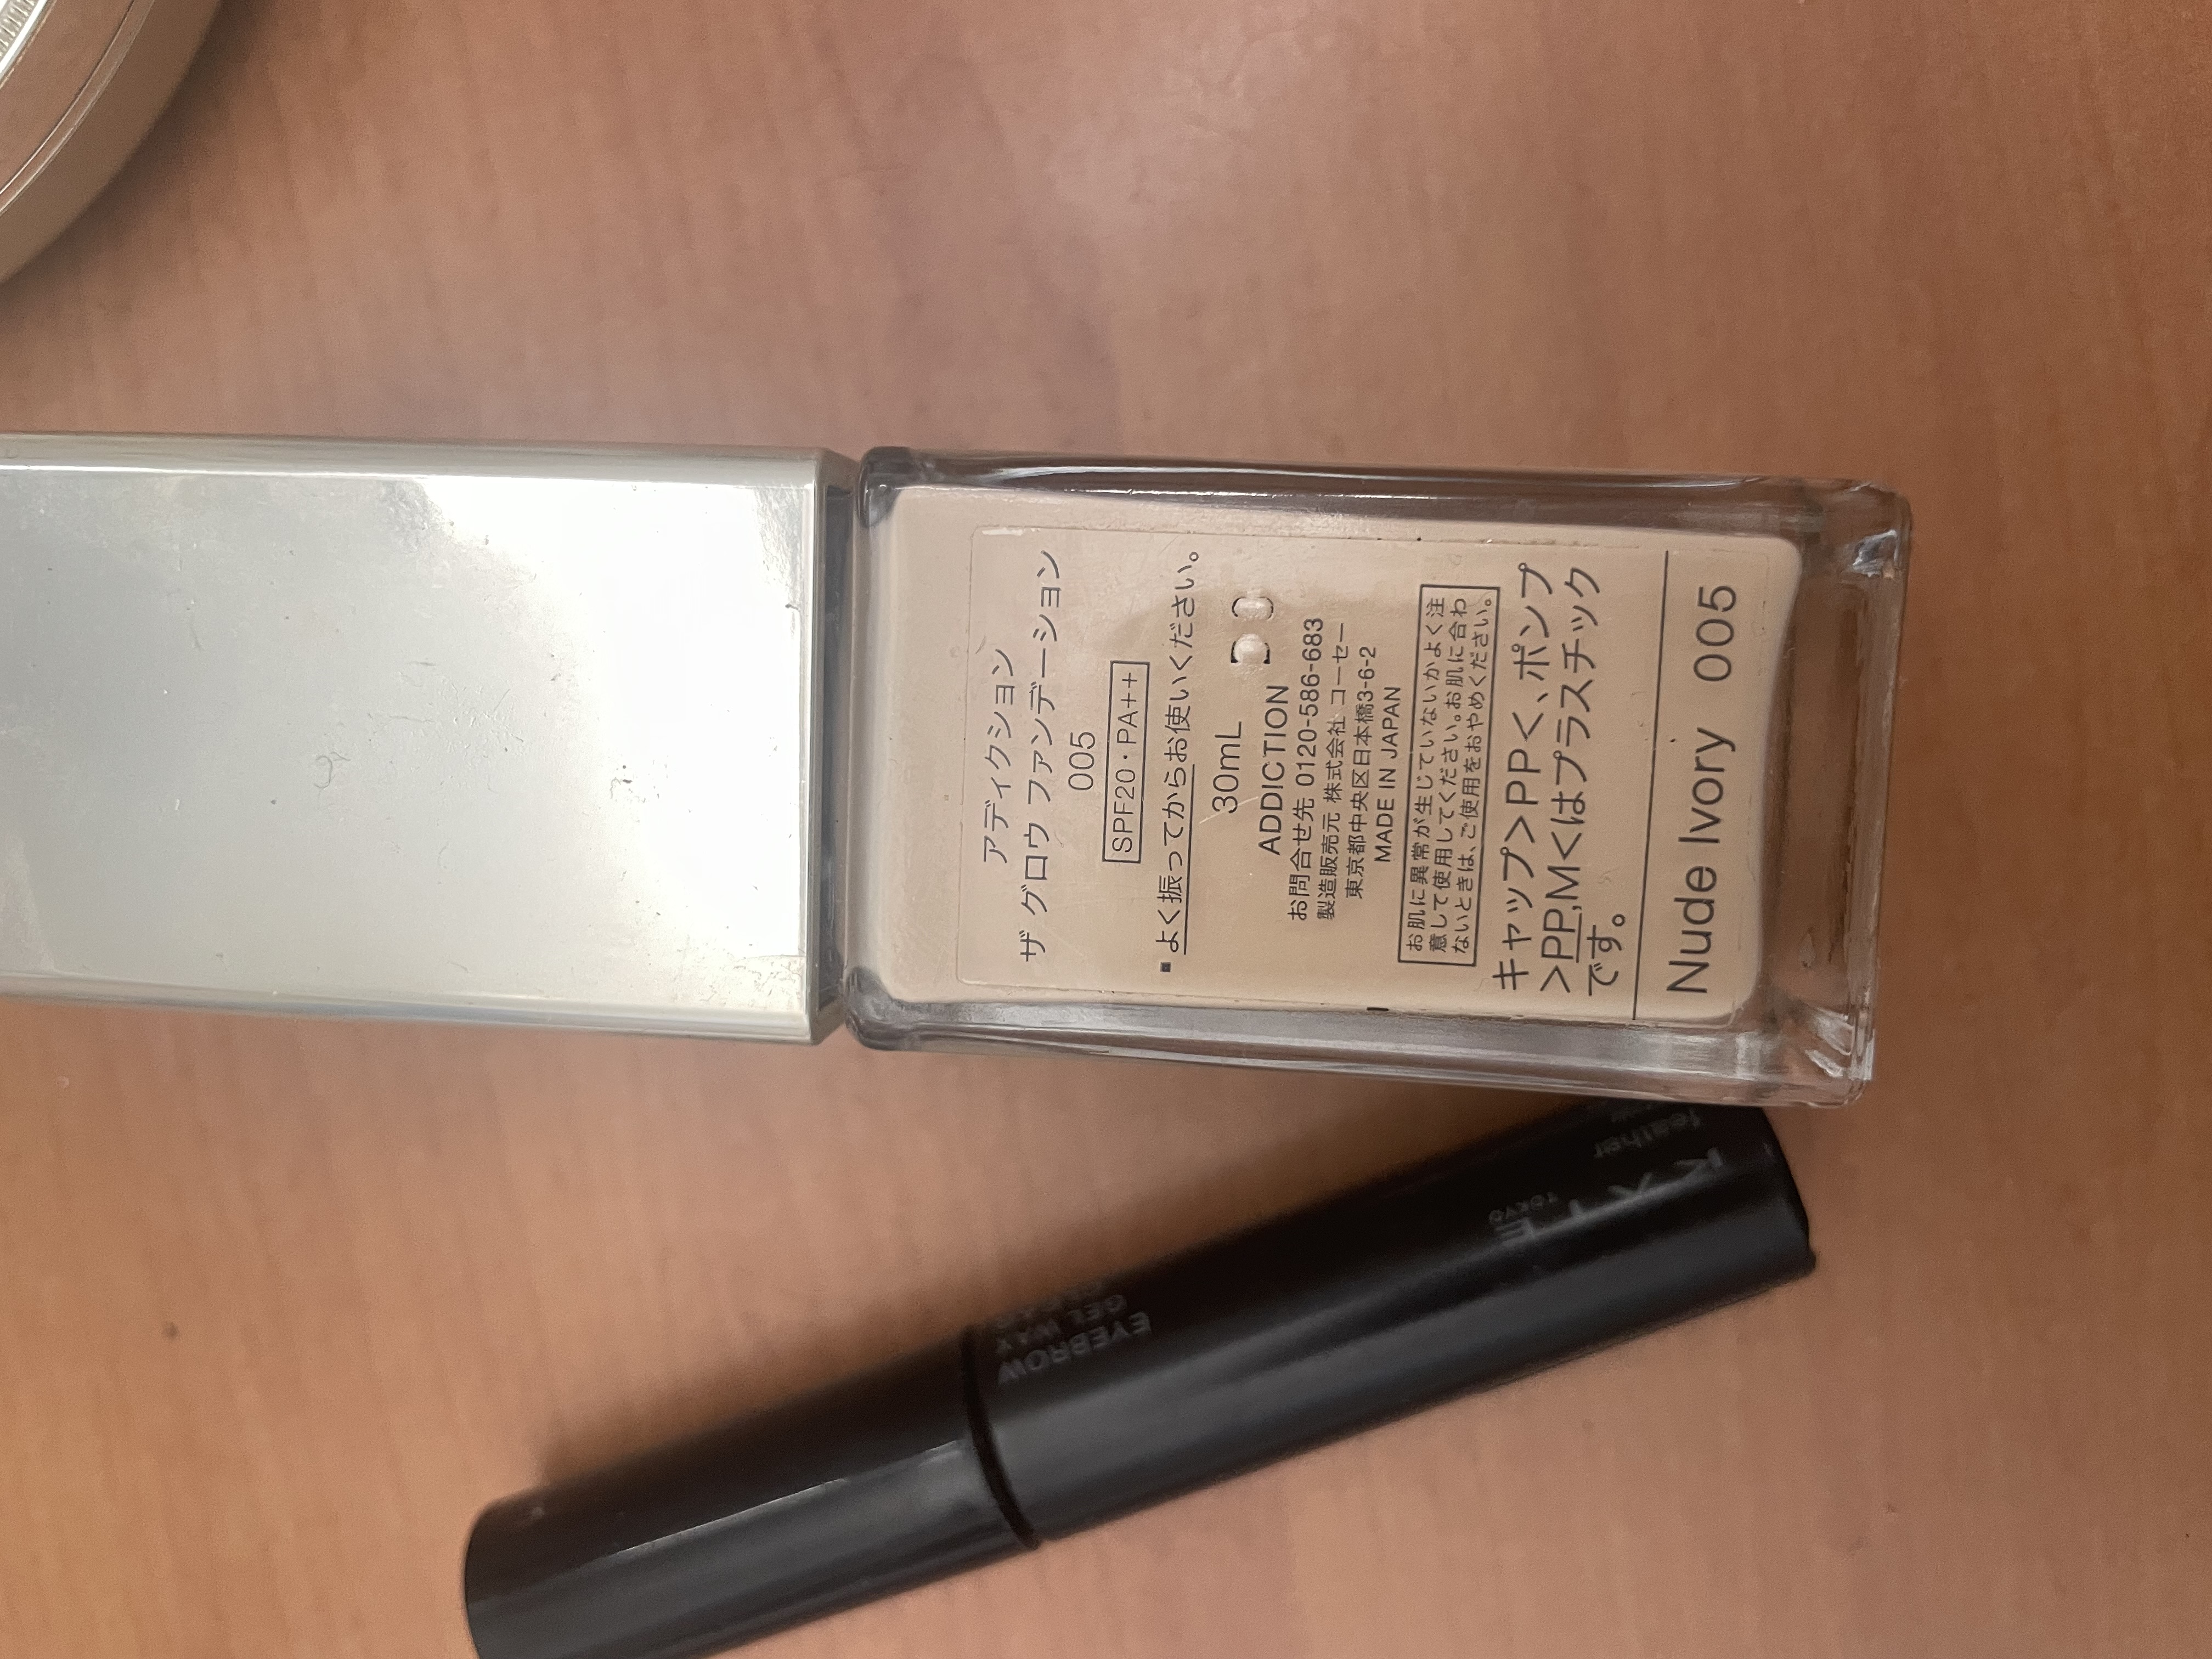 アディクション
ザ グロウ ファンデーション
005
SPF20・PA++
▪よく振ってからお使いください。
30mL
ADDICTION
お問合せ先 0120-586-683
製造販売元 株式会社 コーセー
東京都中央区日本橋3-6-2
MADE IN JAPAN
お肌に異常が生じていないかよく注
意して使用してください。お肌に合わ
ないときは、ご使用をおやめください。
キャップ>PP<、ポンプ
>PP,M<はプラスチック
です。
Nude Ivory 005
feather
KATE
TOKYO
EYEBROW
GEL WAX